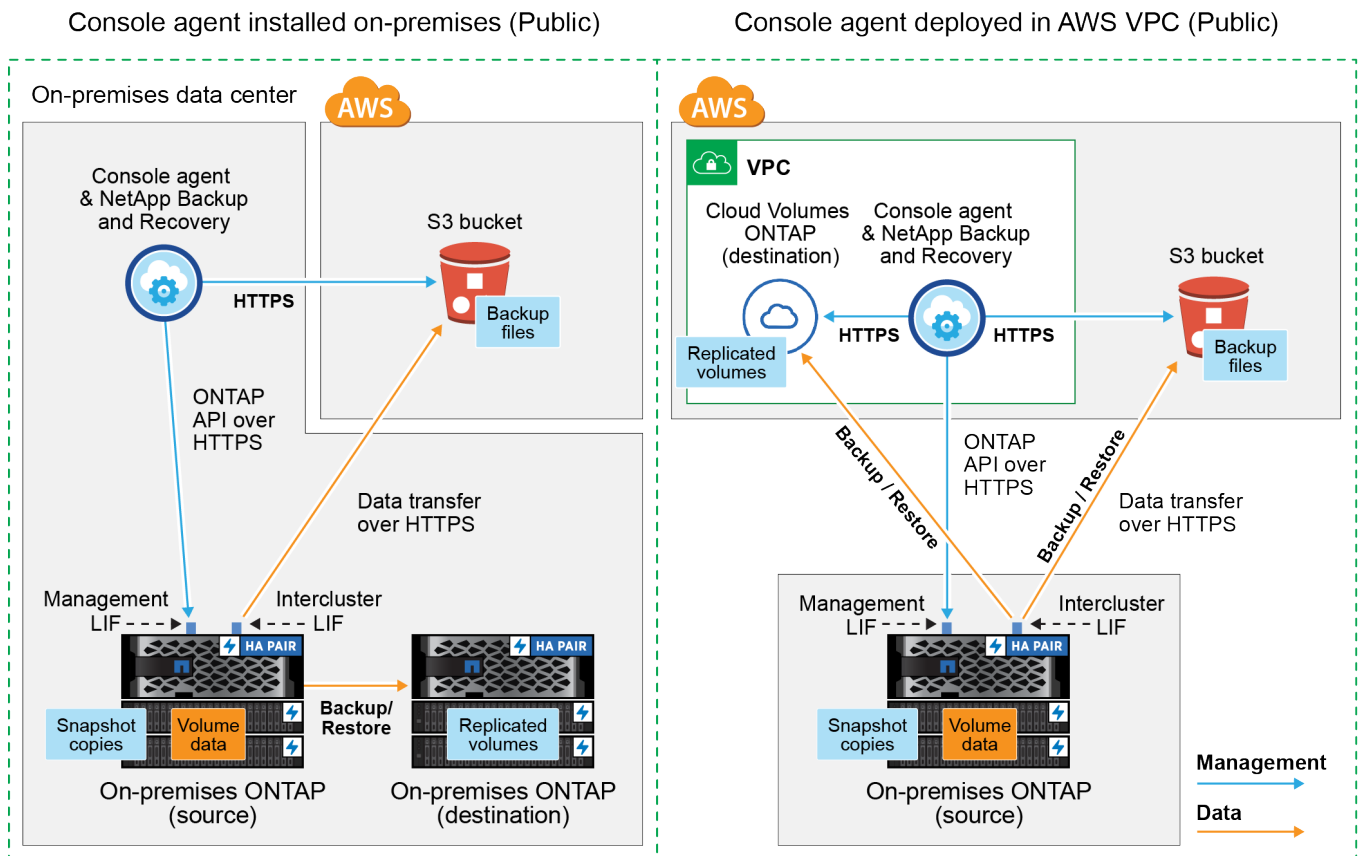 Console agent installed on-premises (Public)
On-premises data center
AWS
Console agent
& NetApp Backup
and Recovery
S3 bucket
HTTPS
Backup
files
ONTAP
API over
HTTPS
Data transfer
over HTTPS
Management
LIF
Intercluster
LIF
HA PAIR
HA PAIR
Snapshot
copies
Volume
data
Backup/
Restore
Replicated
volumes
On-premises ONTAP
(source)
On-premises ONTAP
(destination)
Console agent deployed in AWS VPC (Public)
AWS
VPC
Cloud Volumes
ONTAP
(destination)
Console agent
& NetApp Backup
and Recovery
S3 bucket
HTTPS
HTTPS
Replicated
volumes
Backup
files
Backup / Restore
ONTAP
API over
HTTPS
Backup / Restore
Data transfer
over HTTPS
Management
LIF
Intercluster
LIF
HA PAIR
Snapshot
copies
Volume
data
On-premises ONTAP
(source)
Management
Data